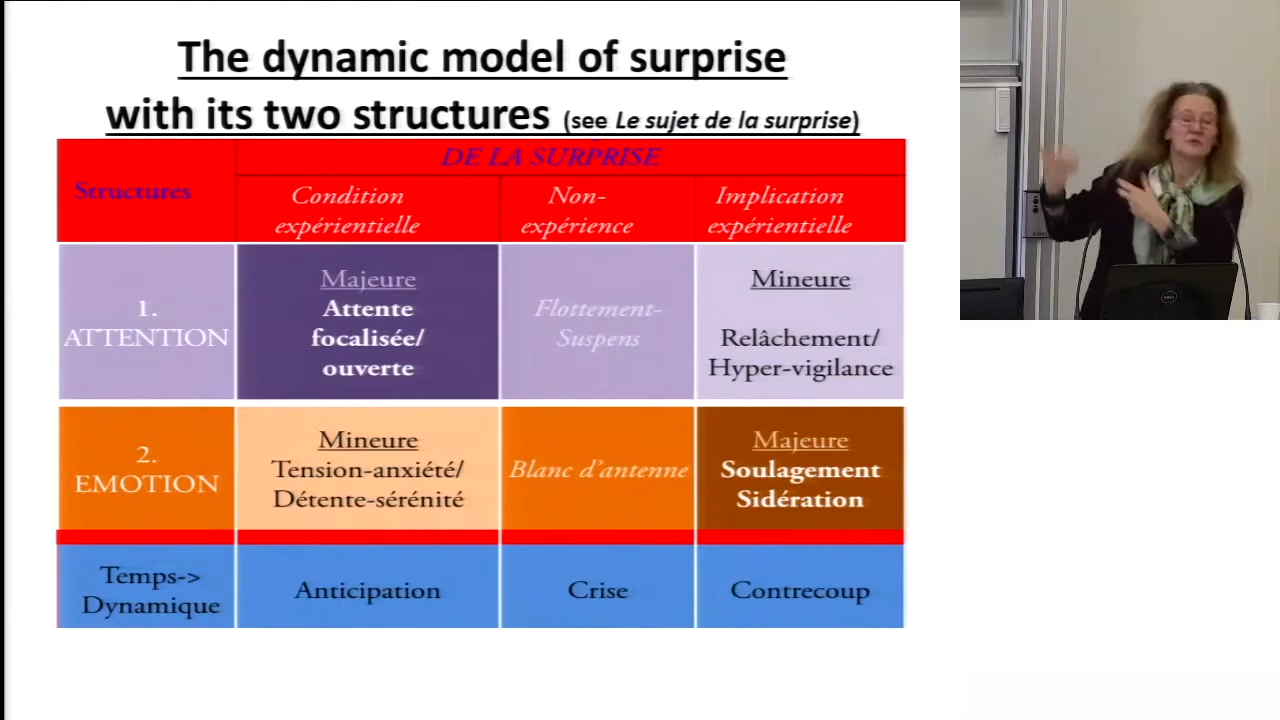 The dynamic model of surprise
with its two structures (see Le sujet de la surprise)
DE LA SURPRISE
Structures
Condition
expérientielle
Non-
expérience
Implication
expérientielle
1.
ATTENTION
Majeure
Attente
focalisée/
ouverte
Flottement-
Suspens
Mineure
Relâchement/
Hyper-vigilance
2.
EMOTION
Mineure
Tension-anxiété/
Détente-sérénité
Blanc d'antenne
Majeure
Soulagement
Sidération
Temps->
Dynamique
Anticipation
Crise
Contrecoup
DELL